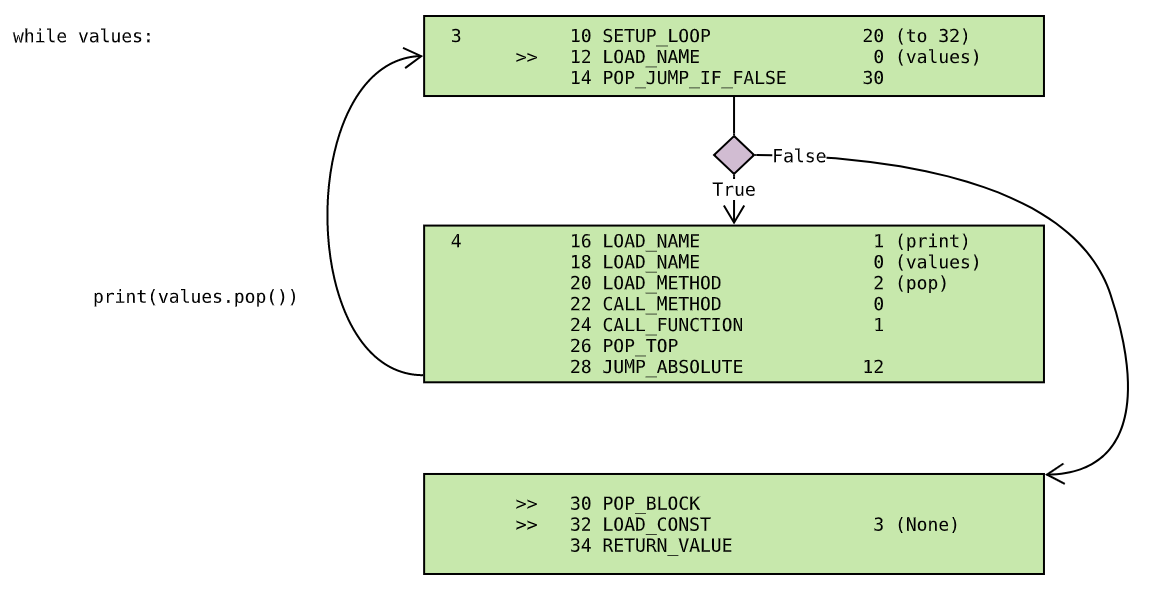 while values:
3 10 SETUP_LOOP 20 (to 32)
>> 12 LOAD_NAME 0 (values)
14 POP_JUMP_IF_FALSE 30
False
True
4 16 LOAD_NAME 1 (print)
18 LOAD_NAME 0 (values)
20 LOAD_METHOD 2 (pop)
print(values.pop())
22 CALL_METHOD 0
24 CALL_FUNCTION 1
26 POP_TOP
28 JUMP_ABSOLUTE 12
>> 30 POP_BLOCK
>> 32 LOAD_CONST 3 (None)
34 RETURN_VALUE